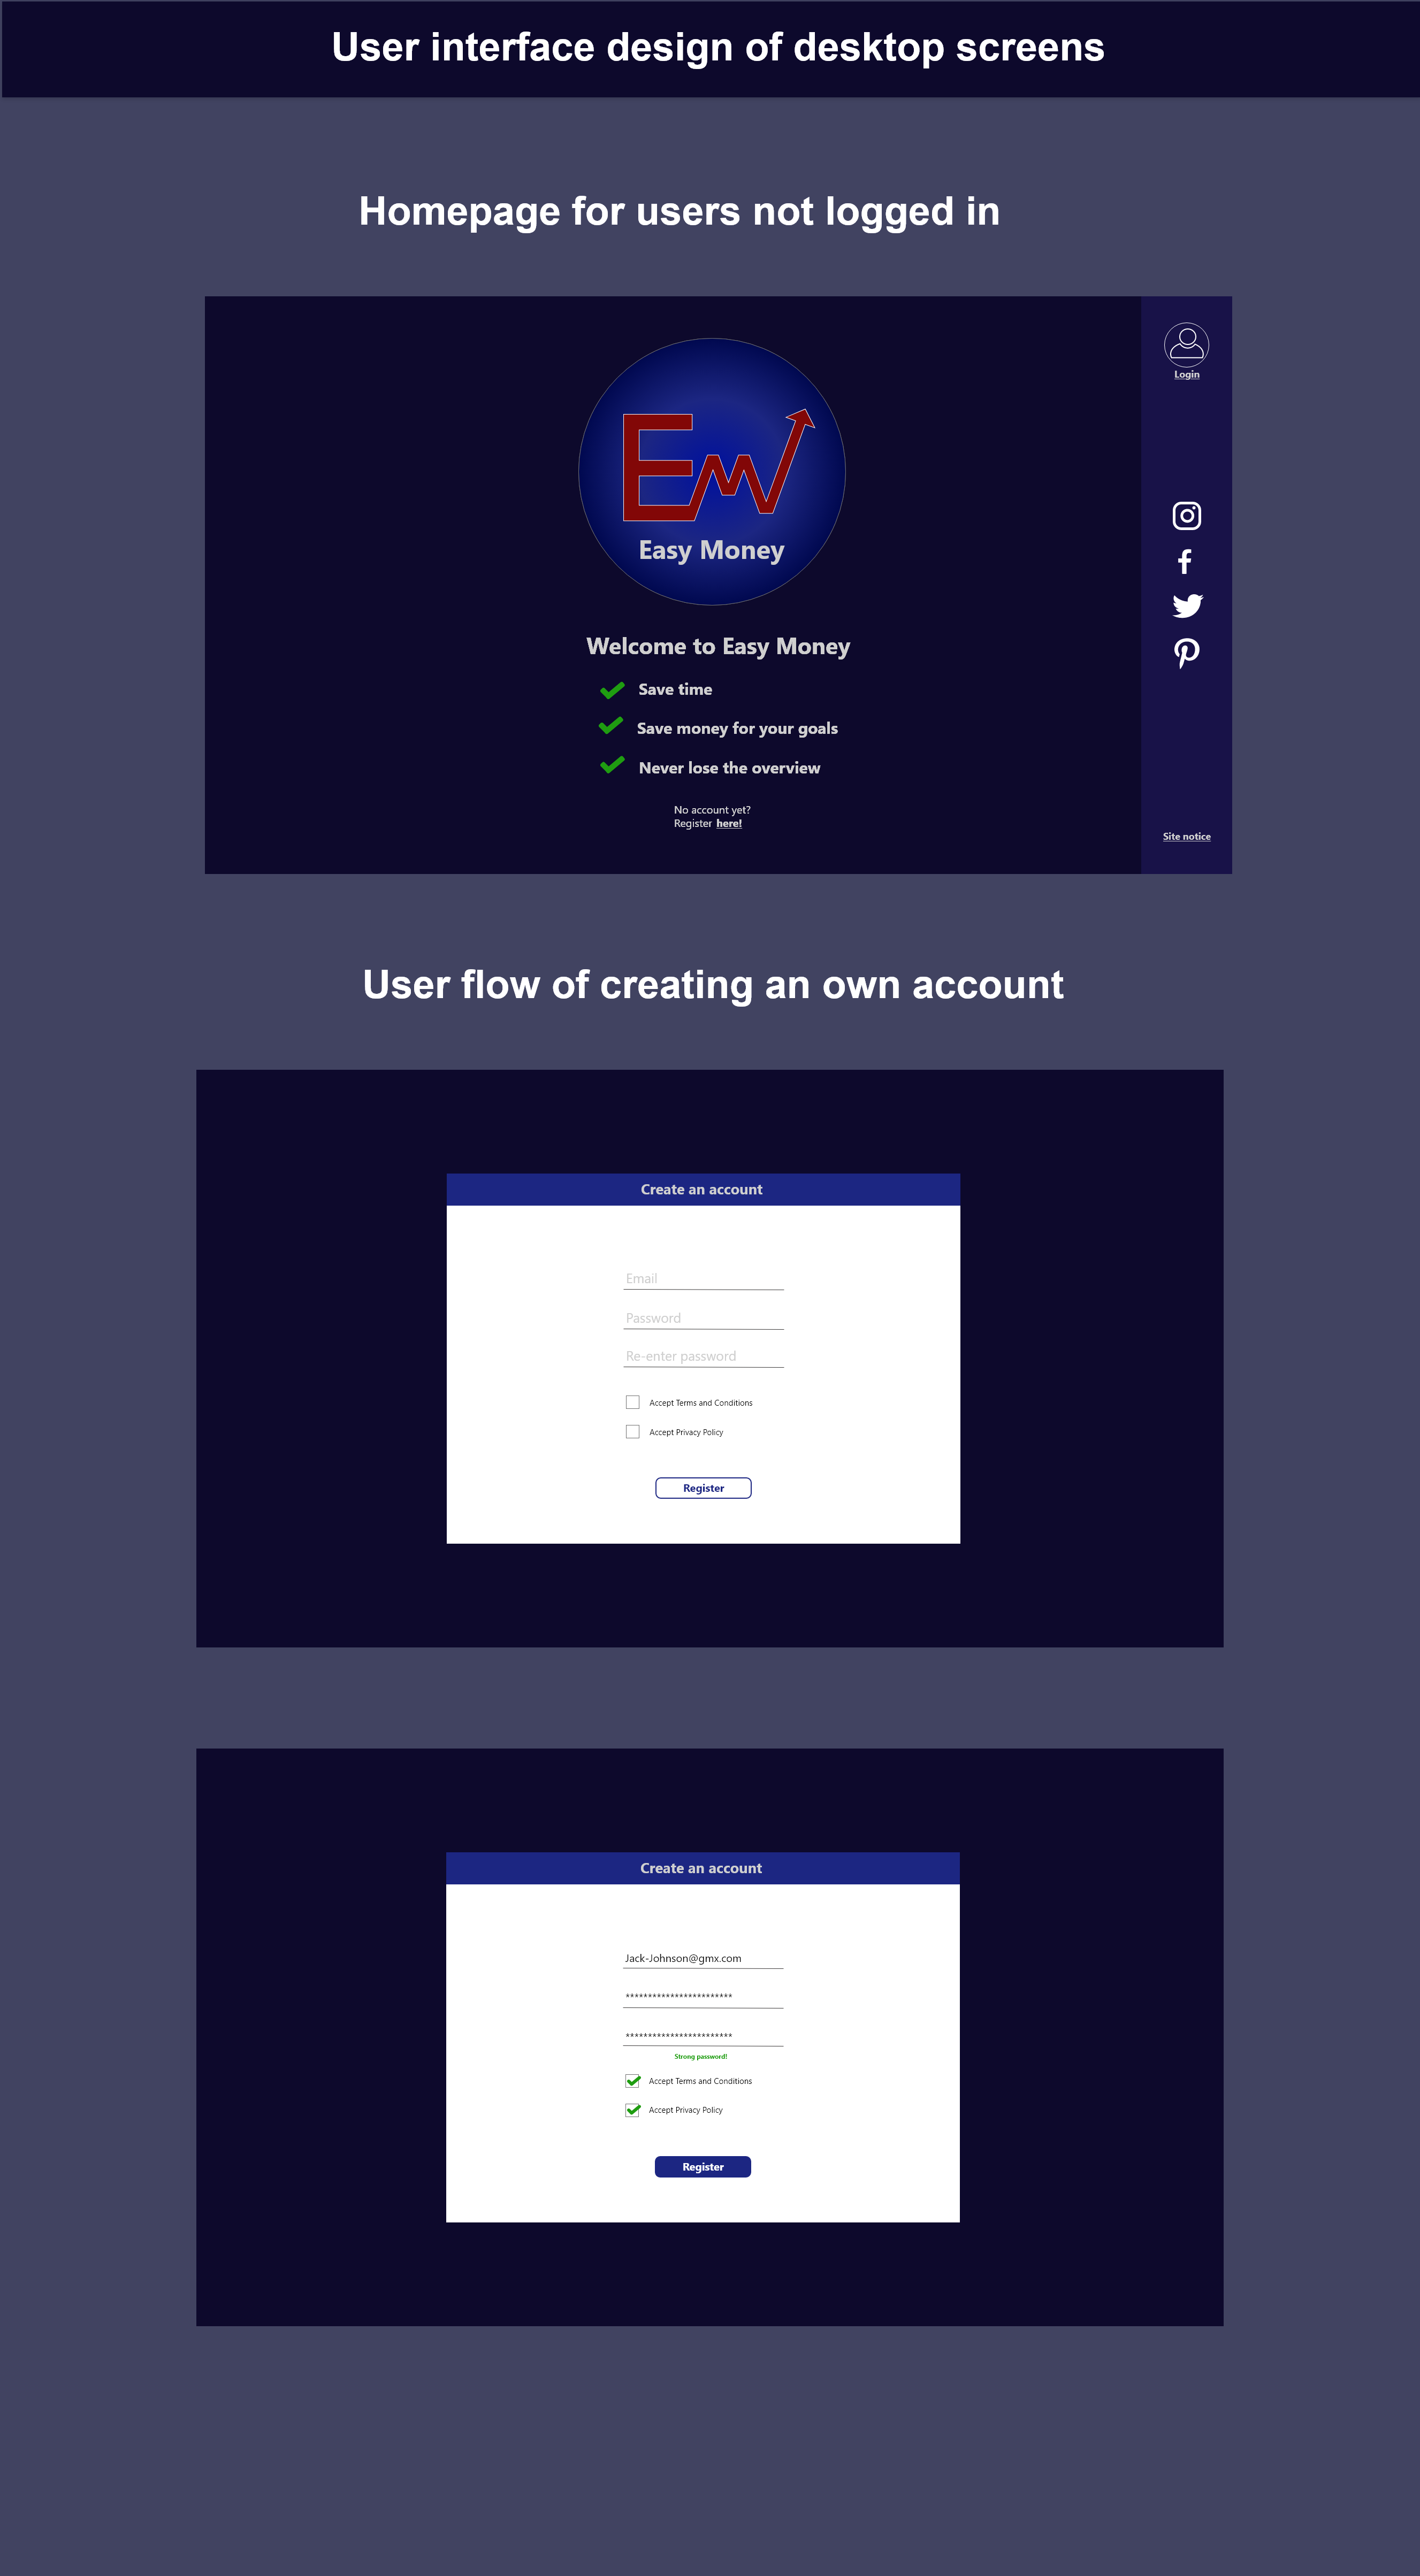 User interface design of desktop screens
Homepage for users not logged in
Login
EM
Easy Money
Welcome to Easy Money
Save time
Save money for your goals
Never lose the overview
No account yet?
Register here!
Site notice
User flow of creating an own account
Create an account
Email
Password
Re-enter password
Accept Terms and Conditions
Accept Privacy Policy
Register
Create an account
Jack-Johnson@gmx.com
************************
************************
Strong password!
Accept Terms and Conditions
Accept Privacy Policy
Register